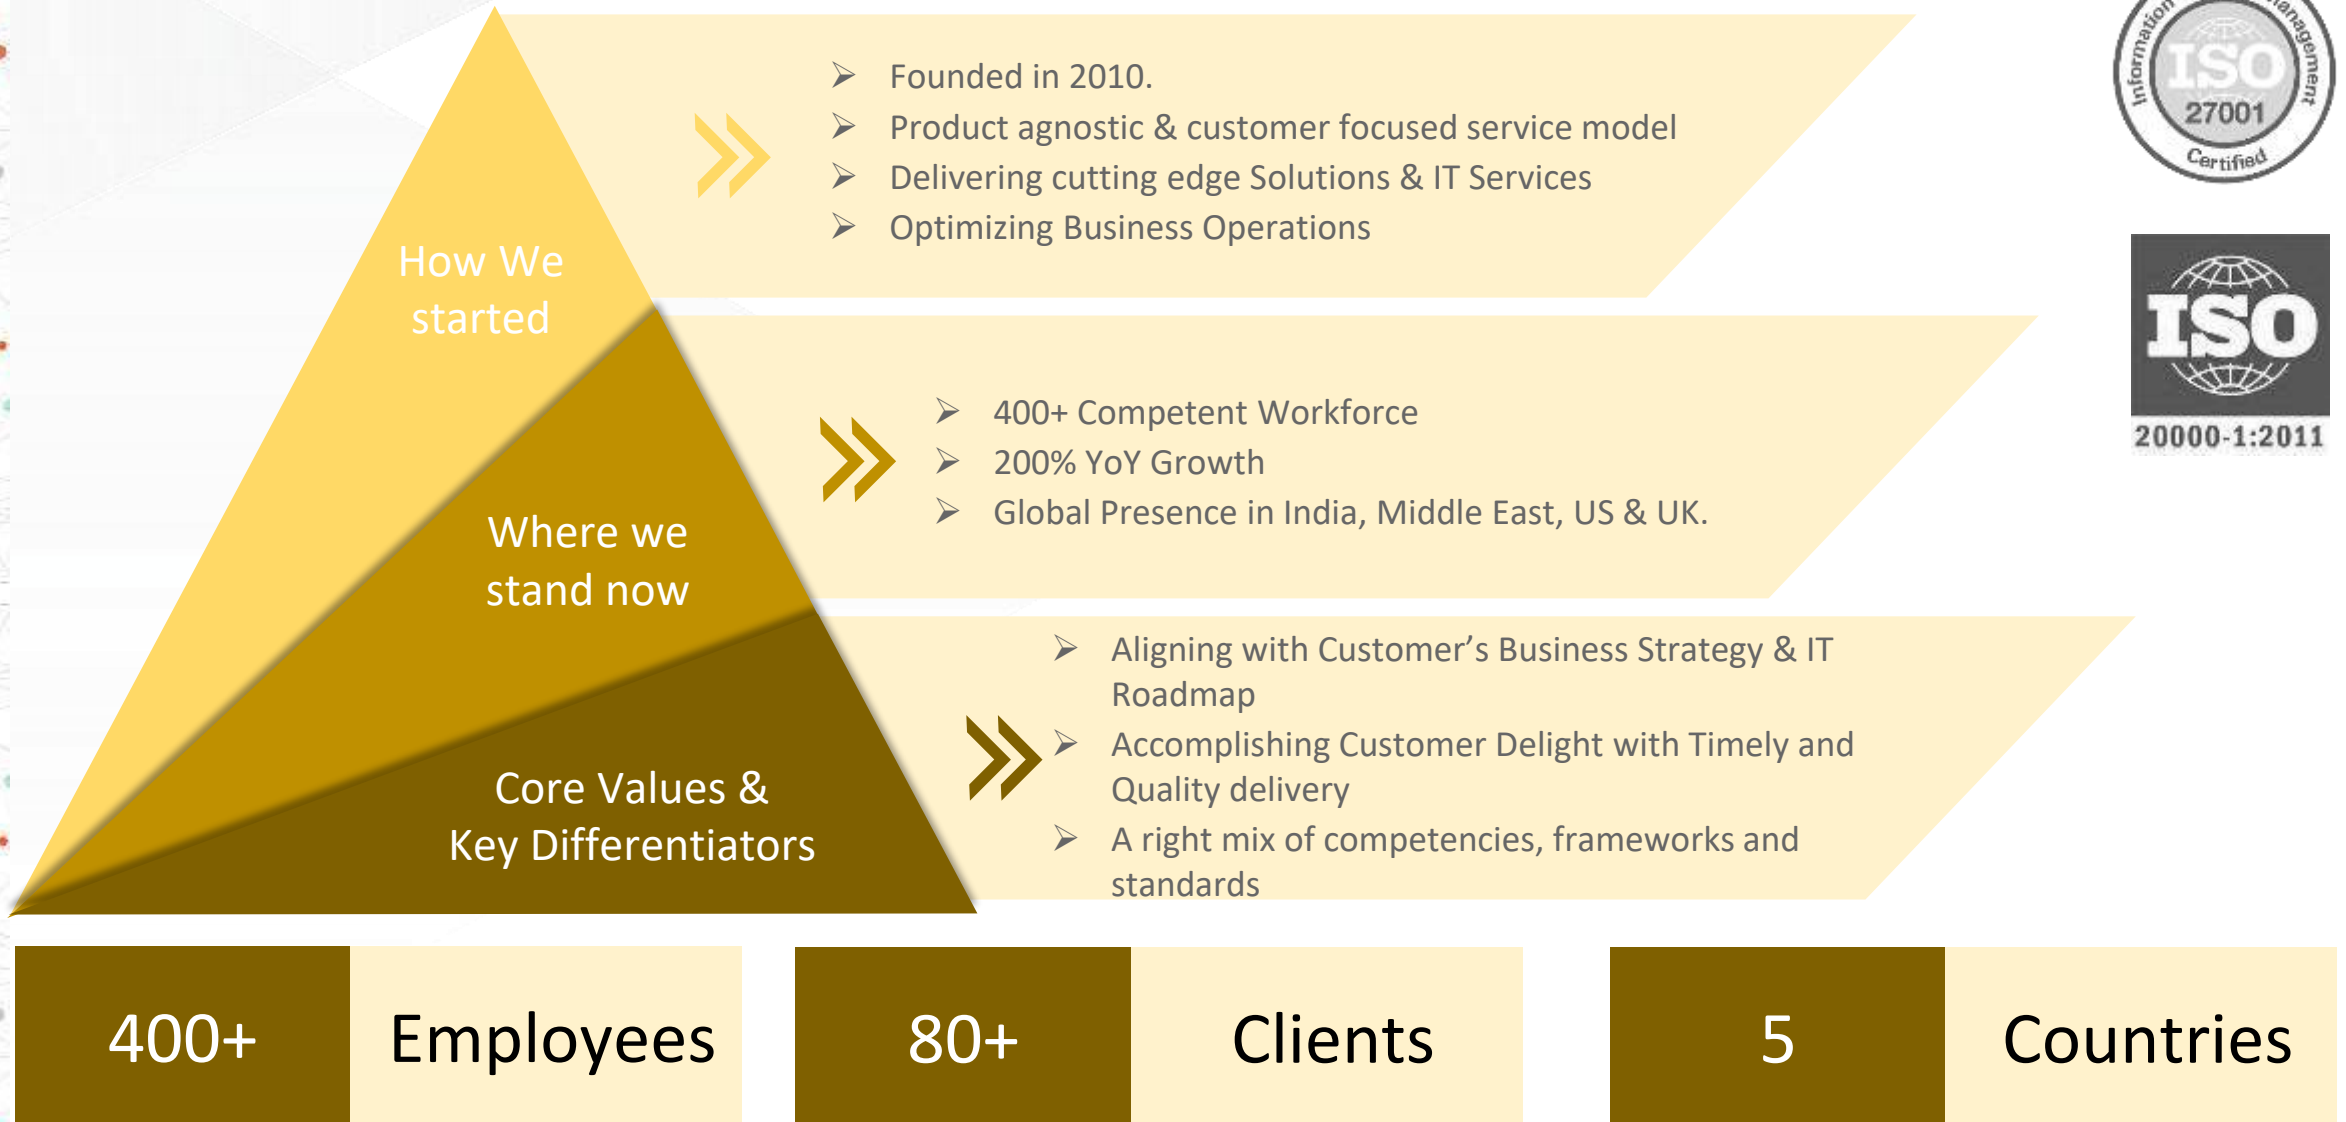 How We
started
➢ Founded in 2010.
➢ Product agnostic & customer focused service model
➢ Delivering cutting edge Solutions & IT Services
➢ Optimizing Business Operations
Where we
stand now
➢ 400+ Competent Workforce
➢ 200% YoY Growth
➢ Global Presence in India, Middle East, US & UK.
Core Values &
Key Differentiators
➢ Aligning with Customer’s Business Strategy & IT
Roadmap
➢ Accomplishing Customer Delight with Timely and
Quality delivery
➢ A right mix of competencies, frameworks and
standards
Information
ISO
27001
Certified
ISO
20000-1:2011
400+ Employees
80+ Clients
5 Countries